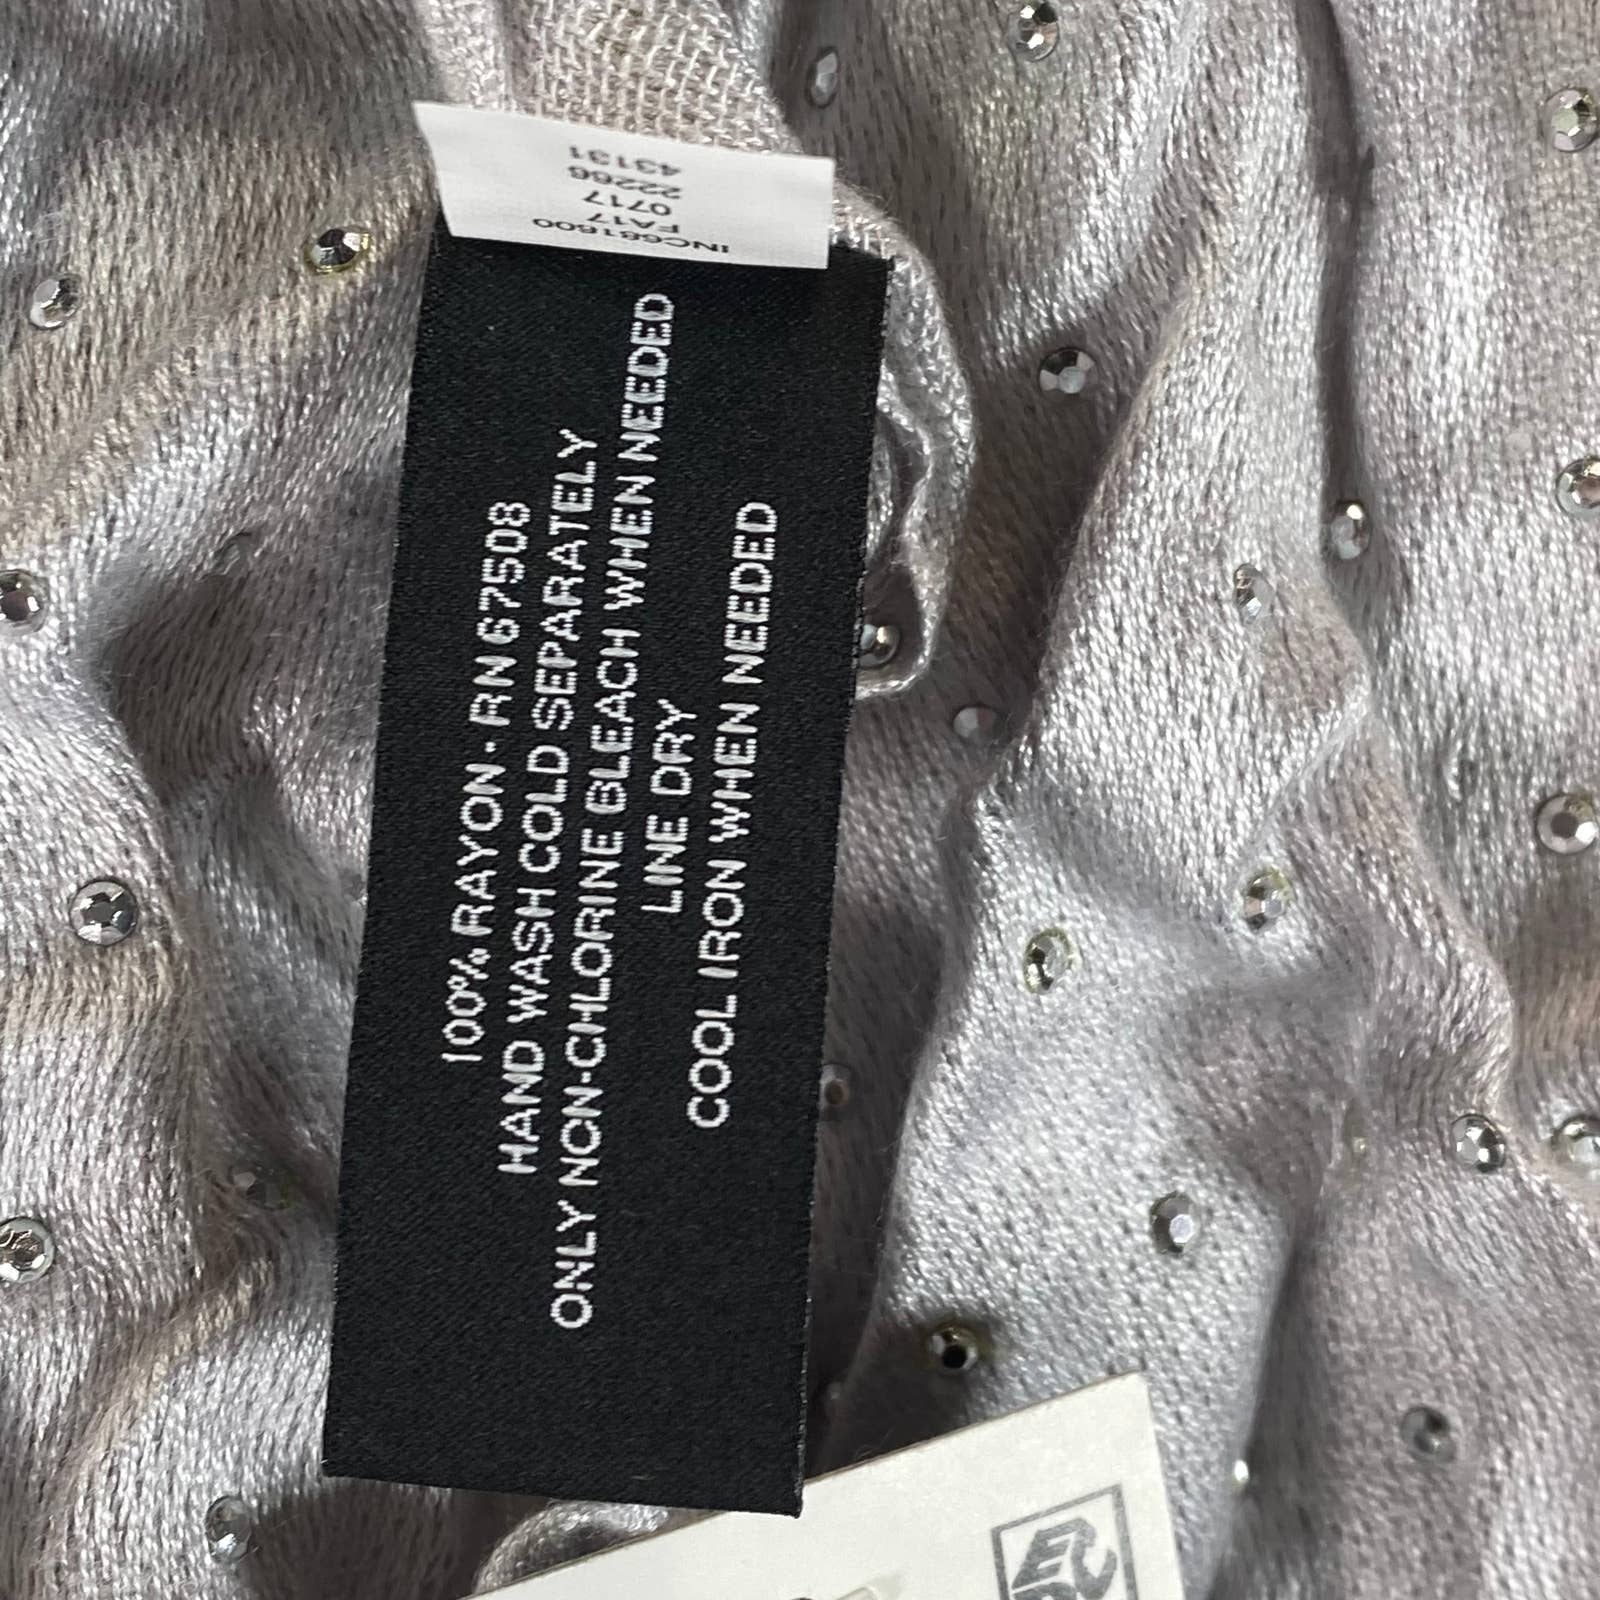 INC681600
FA17
0717
22266
43131
100% RAYON · RN 67508
HAND WASH COLD SEPARATELY
ONLY NON-CHLORINE BLEACH WHEN NEEDED
LINE DRY
COOL IRON WHEN NEEDED